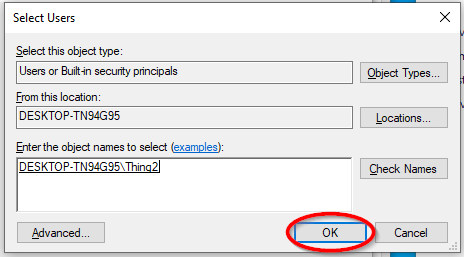 Select Users
Select this object type:
Users or Built-in security principals
Object Types...
From this location:
DESKTOP-TN94G95
Locations...
Enter the object names to select (examples):
DESKTOP-TN94G95\Thing2
Check Names
Advanced...
OK
Cancel